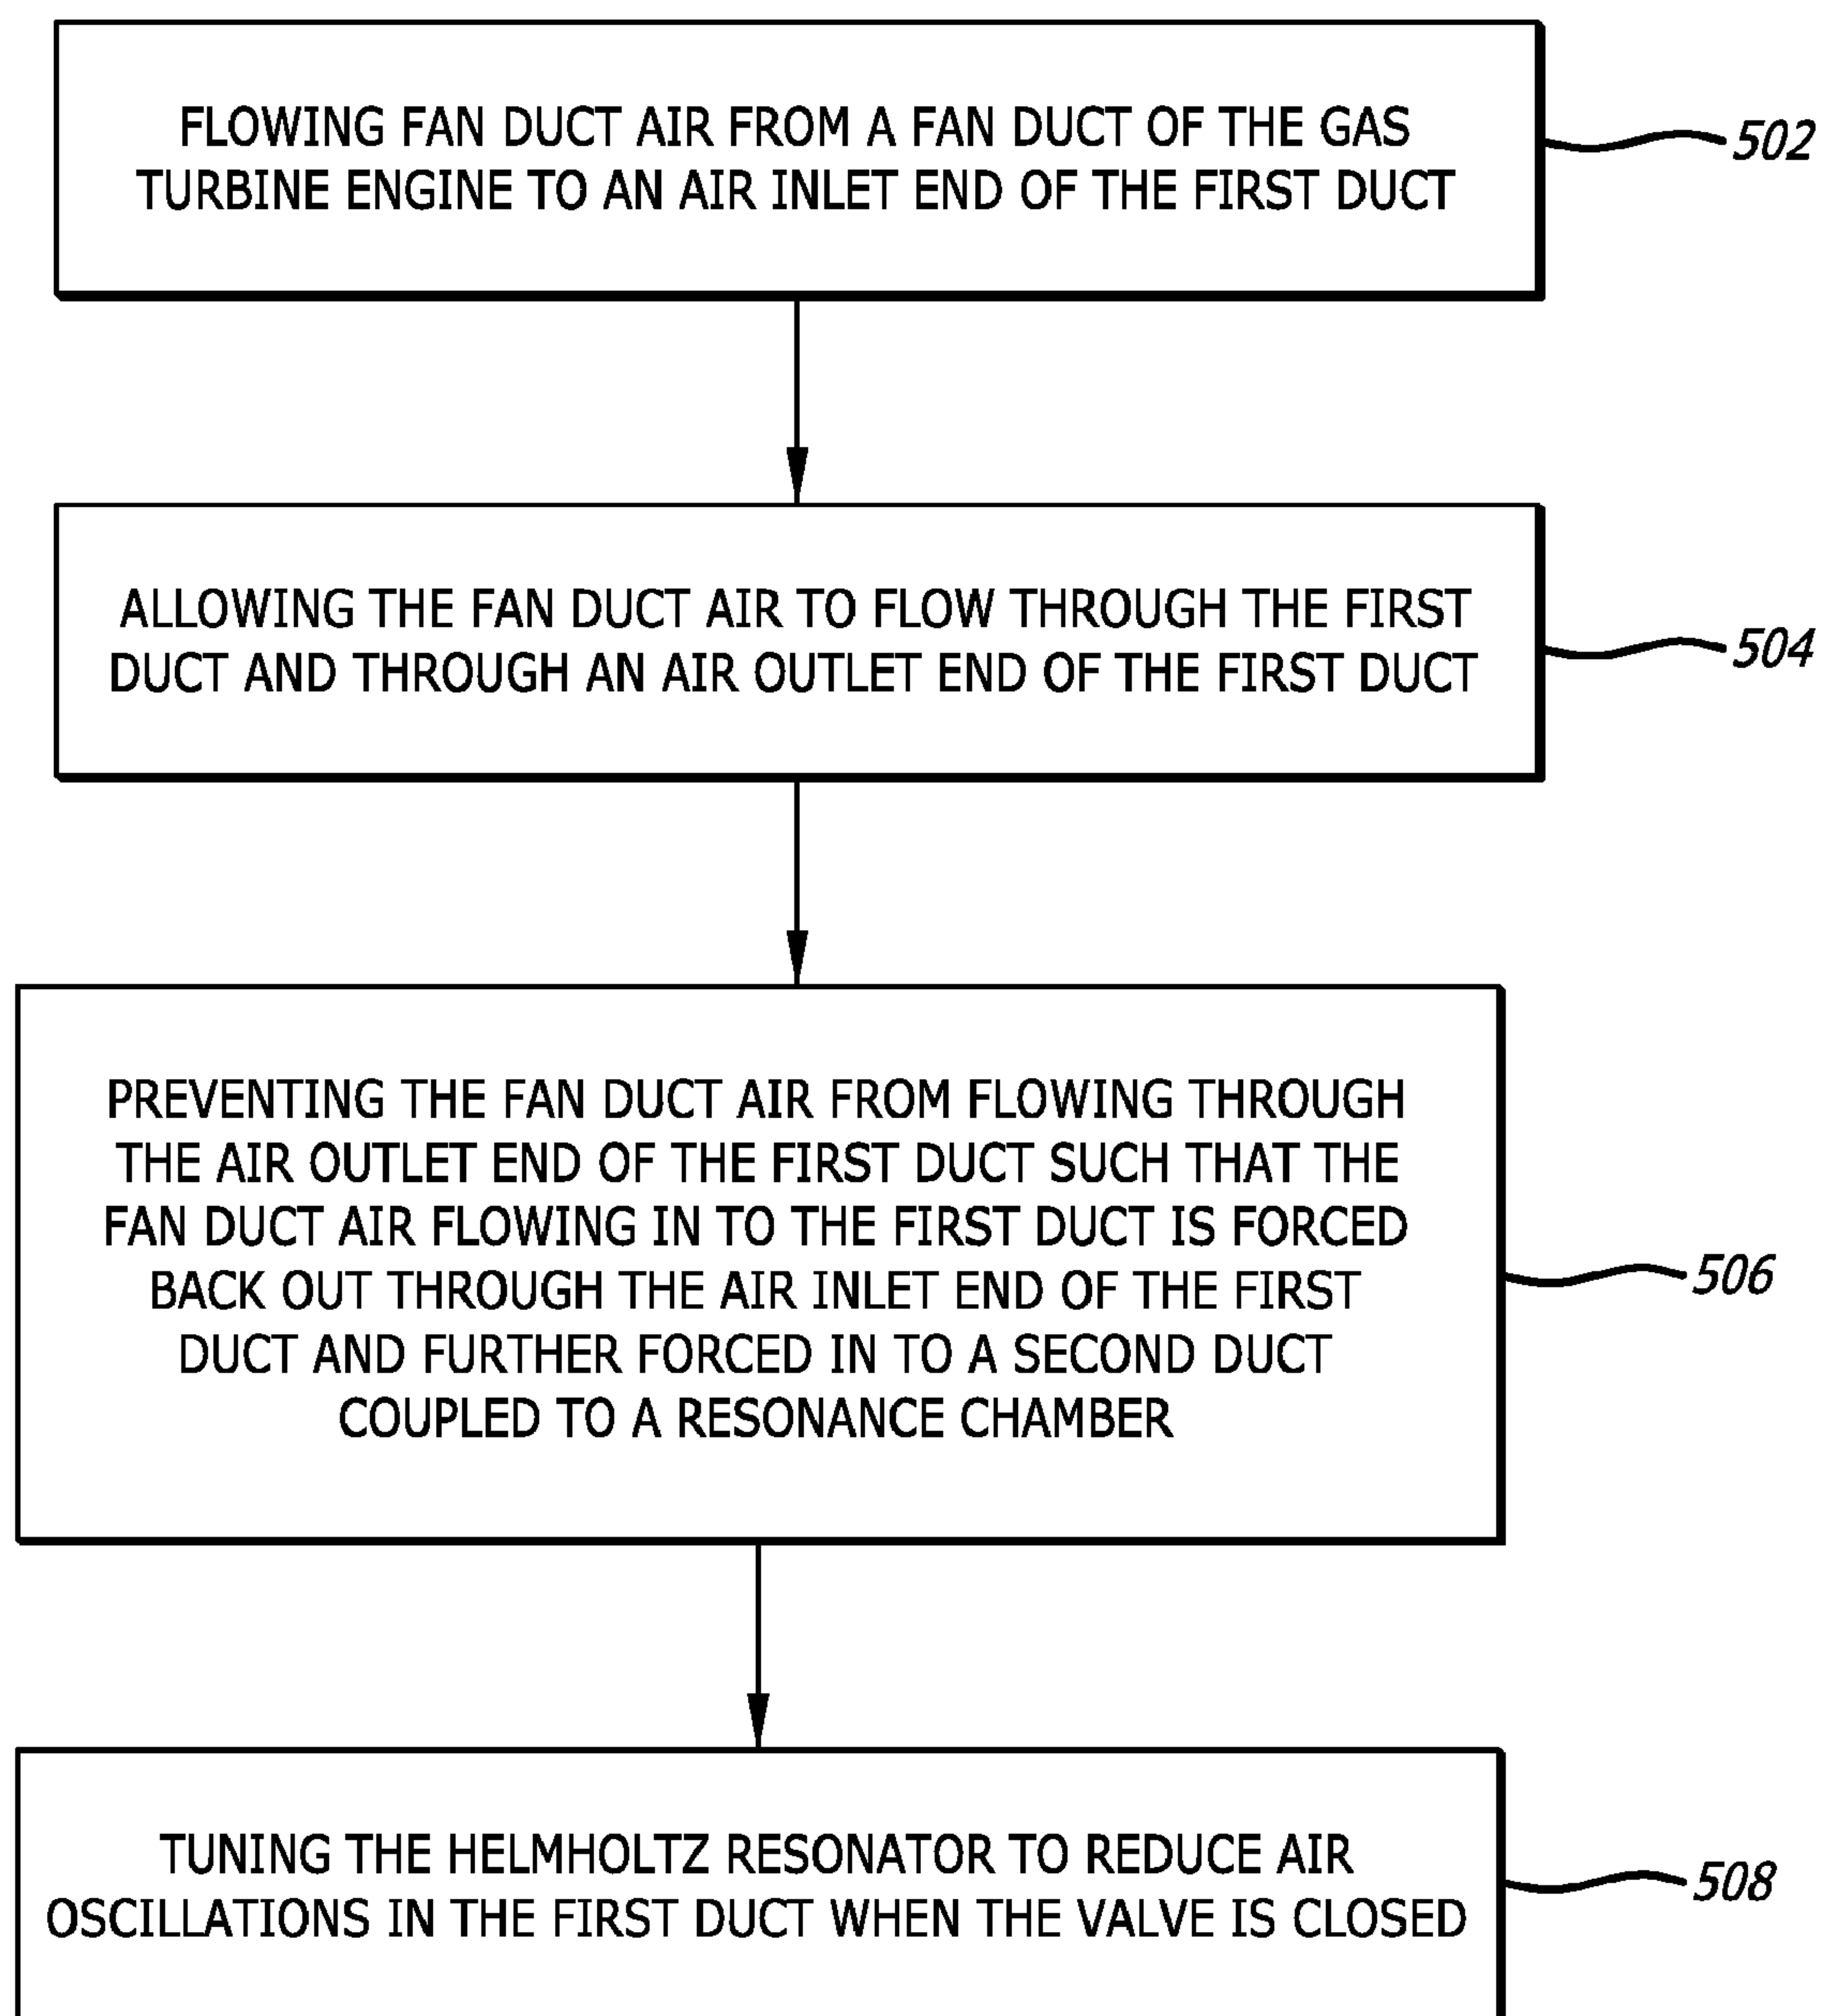 FLOWING FAN DUCT AIR FROM A FAN DUCT OF THE GAS
TURBINE ENGINE TO AN AIR INLET END OF THE FIRST DUCT
502
ALLOWING THE FAN DUCT AIR TO FLOW THROUGH THE FIRST
DUCT AND THROUGH AN AIR OUTLET END OF THE FIRST DUCT
504
PREVENTING THE FAN DUCT AIR FROM FLOWING THROUGH
THE AIR OUTLET END OF THE FIRST DUCT SUCH THAT THE
FAN DUCT AIR FLOWING IN TO THE FIRST DUCT IS FORCED
BACK OUT THROUGH THE AIR INLET END OF THE FIRST
DUCT AND FURTHER FORCED IN TO A SECOND DUCT
COUPLED TO A RESONANCE CHAMBER
506
TUNING THE HELMHOLTZ RESONATOR TO REDUCE AIR
OSCILLATIONS IN THE FIRST DUCT WHEN THE VALVE IS CLOSED
508